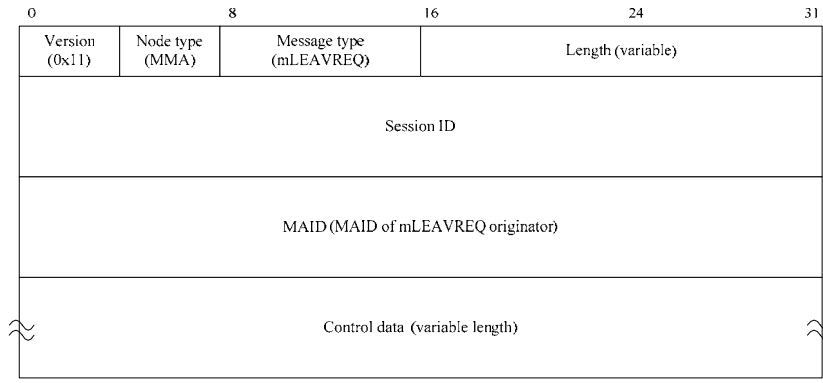 0 8 16 24 31
Version Node type Message type Length (variable)
(0x11) (MMA) (mLEAVREQ)
Session ID
MAID (MAID of mLEAVREQ originator)
Control data (variable length)